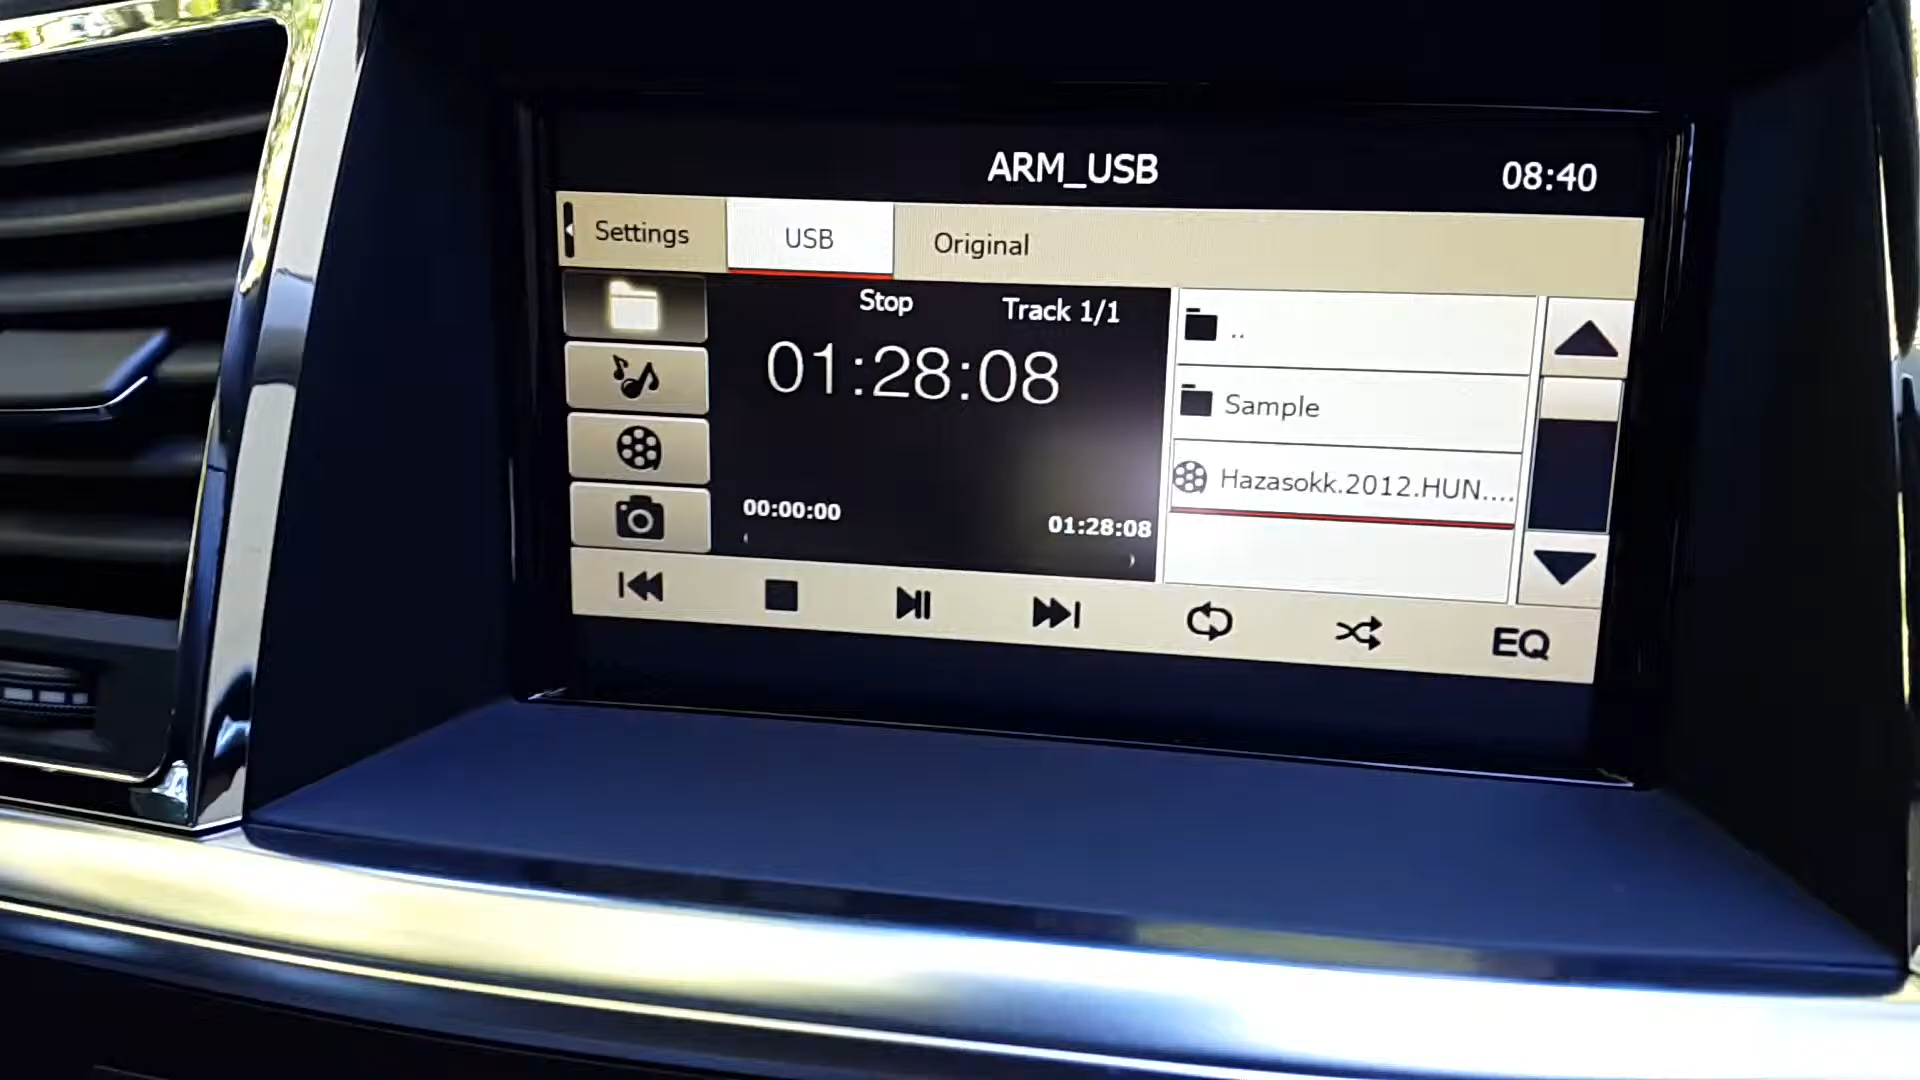 ARM_USB
08:40
Settings
USB
Original
Stop
Track 1/1
01:28:08
00:00:00
01:28:08
..
Sample
Hazasokk.2012.HUN....
EQ